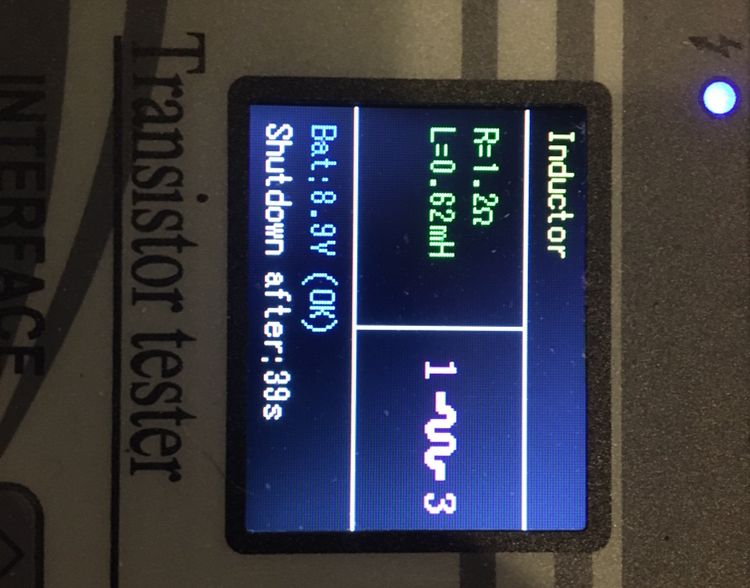 Inductor
R=1.2Ω
L=0.62mH
1 3
Bat:8.9V (OK)
Shutdown after:39s
Transistor tester
INTERFACE